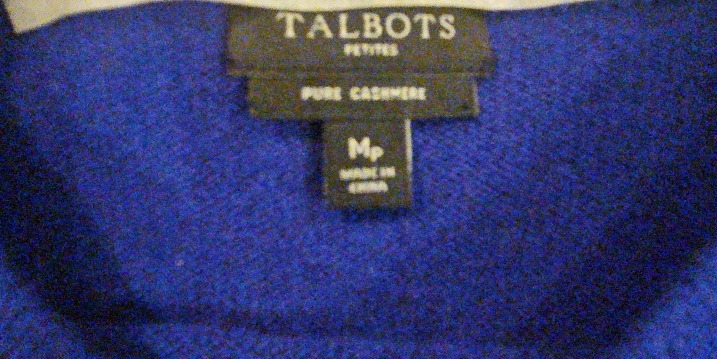 TALBOTS
PETITES
PURE CASHMERE
MP
MADE IN
CHINA